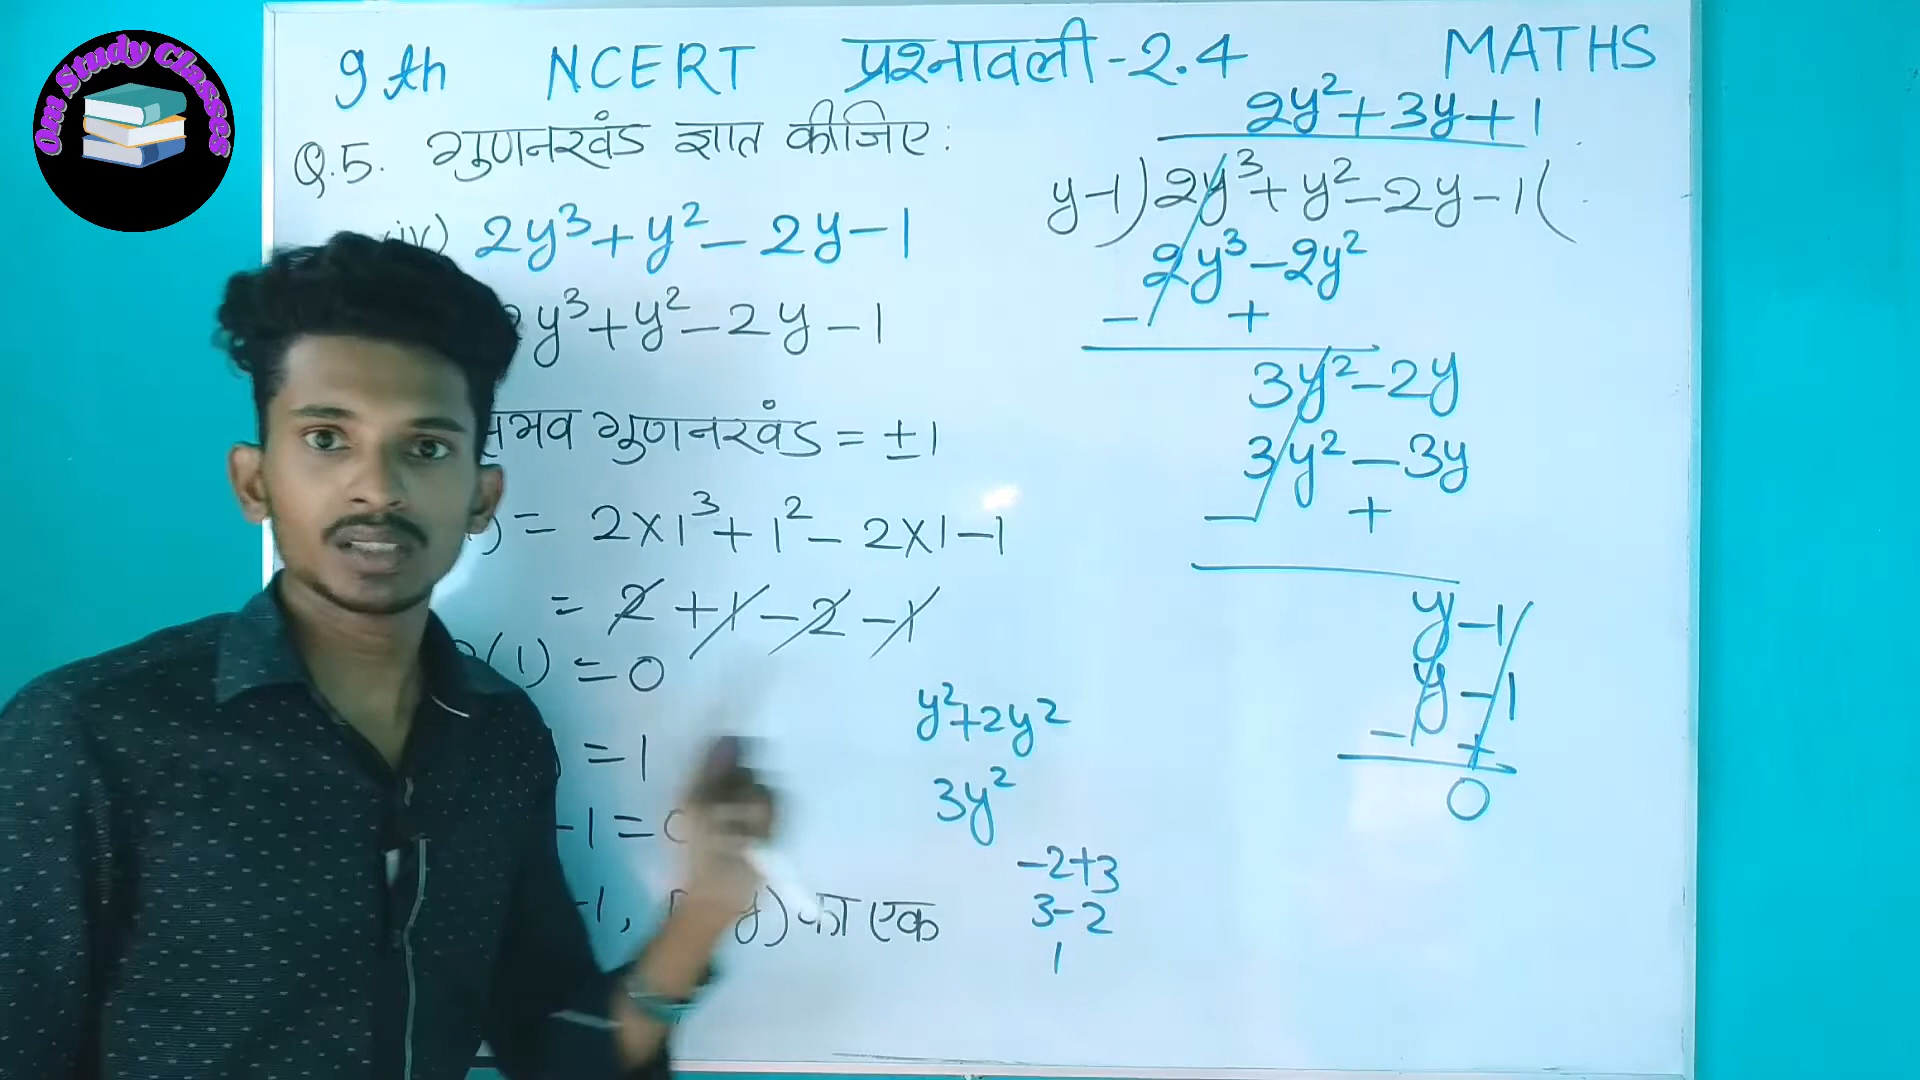 Om Study Classes
9th NCERT प्रश्नावली-2.4 MATHS
Q.5. गुणनखंड ज्ञात कीजिए:
iv) 2y³+y²-2y-1
y³+y²-2y-1
गुणनखंड = ±1
) = 2×1³+1²-2×1-1
= 2+1-2-1
(1) = 0
=1
-1=0
-1, y) का एक
y²+2y²
3y²
-2+3
3-2
1
2y²+3y+1
y-1)2y³+y²-2y-1(
2y³-2y²
- +
3y²-2y
3y²-3y
- +
y-1
y-1
- +
0